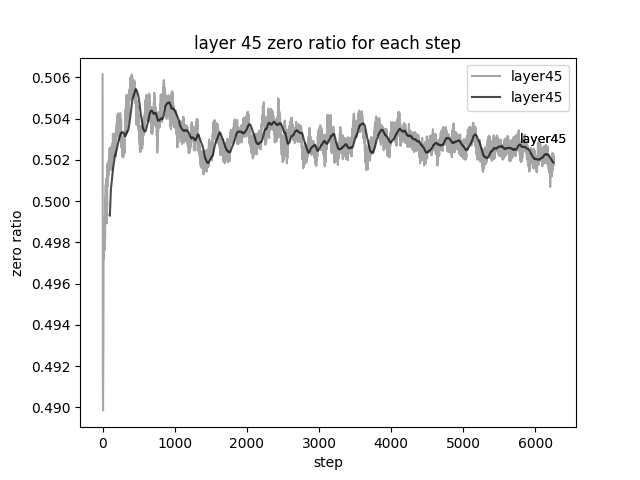 layer 45 zero ratio for each step
layer45
layer45
layer45
zero ratio
0.506
0.504
0.502
0.500
0.498
0.496
0.494
0.492
0.490
0 1000 2000 3000 4000 5000 6000
step